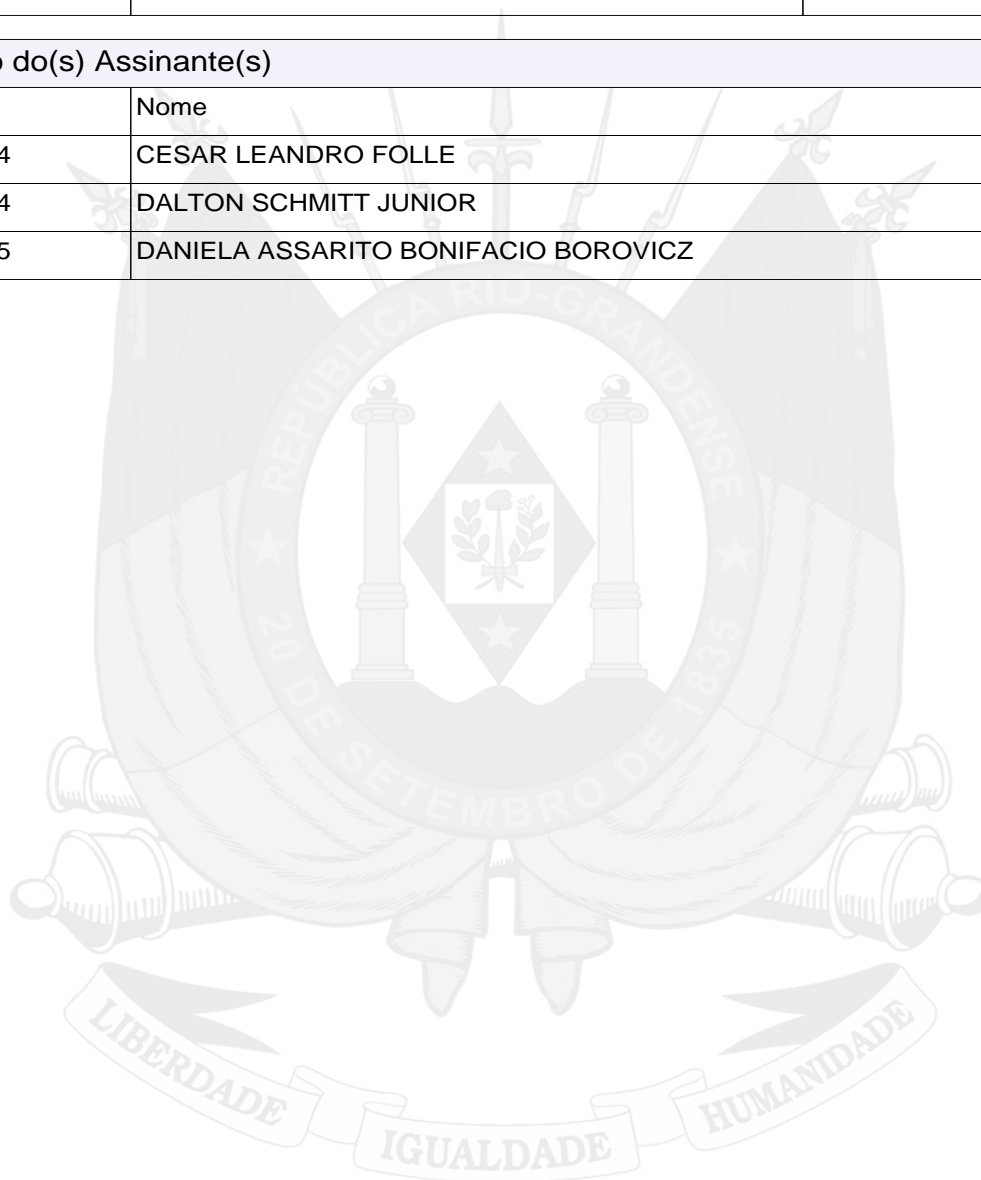 o do(s) Assinante(s)
Nome
4 CESAR LEANDRO FOLLE
4 DALTON SCHMITT JUNIOR
5 DANIELA ASSARITO BONIFACIO BOROVICZ
REPÚBLICA RIO-GRANDENSE
20 DE SETEMBRO DE 1835
LIBERDADE IGUALDADE HUMANIDADE